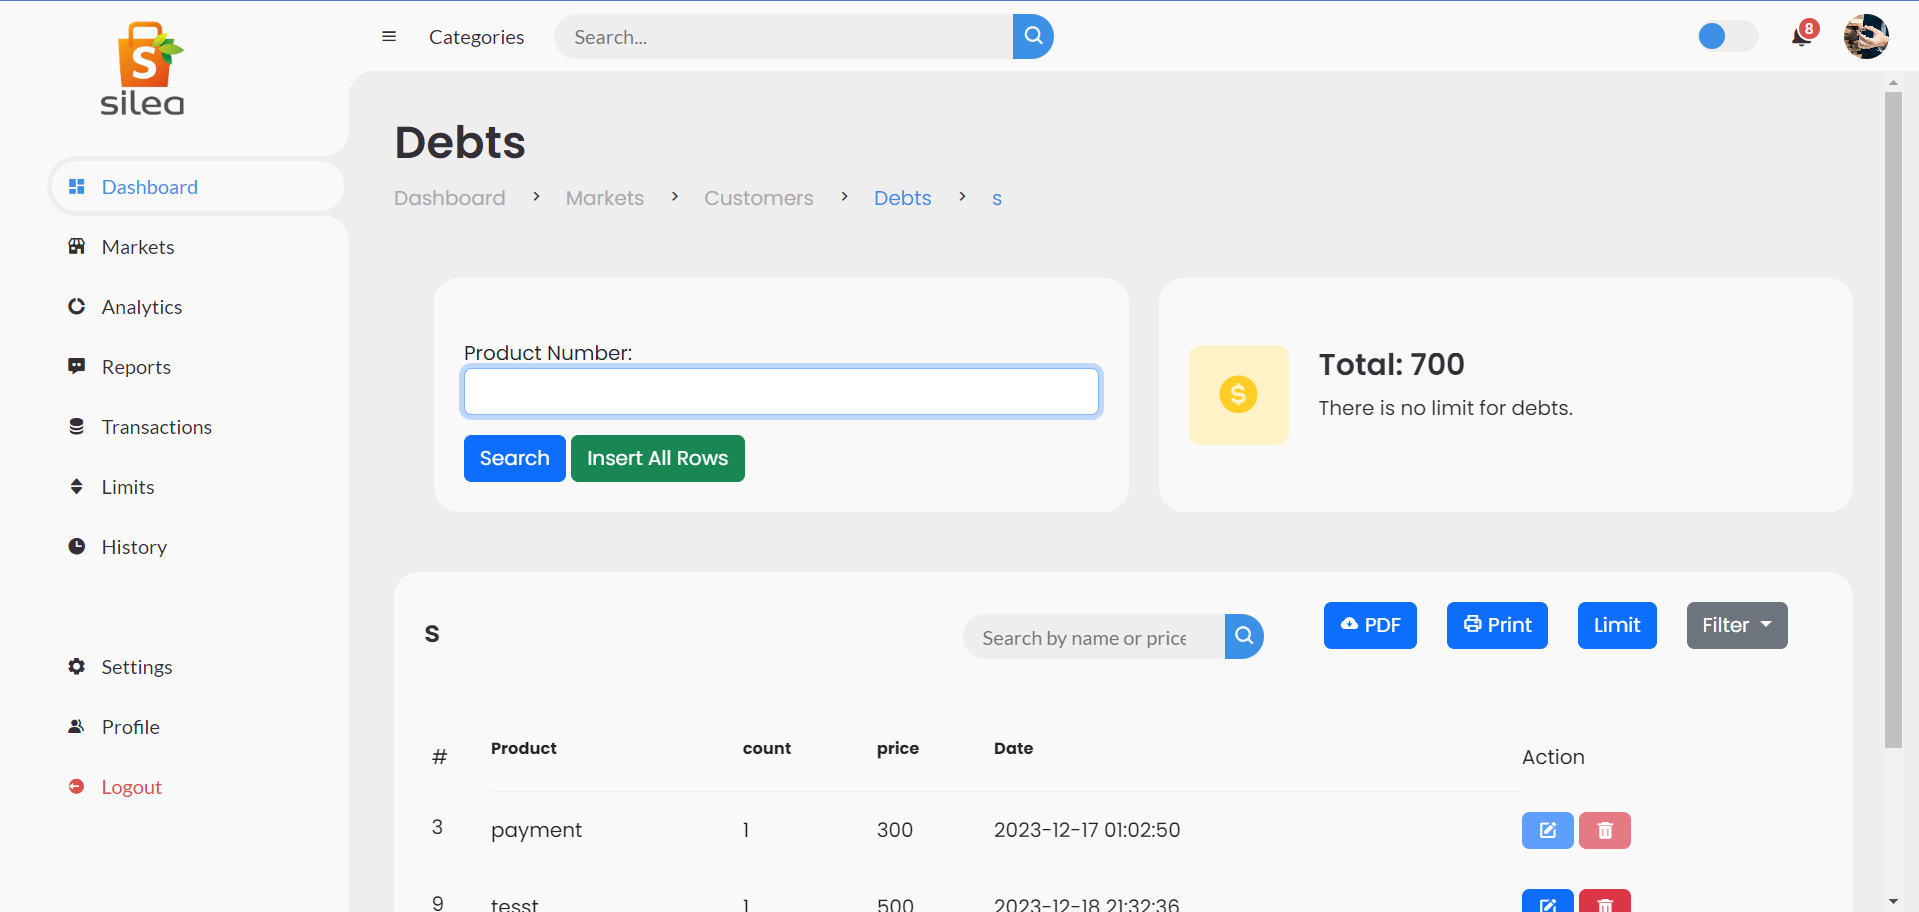 S
silea
Categories
Search...
8
Dashboard
Markets
Analytics
Reports
Transactions
Limits
History
Settings
Profile
Logout
Debts
Dashboard > Markets > Customers > Debts > s
Product Number:
Search
Insert All Rows
$
Total: 700
There is no limit for debts.
s
Search by name or price
PDF
Print
Limit
Filter
# Product count price Date Action
3 payment 1 300 2023-12-17 01:02:50
9 tesst 1 500 2023-12-18 21:32:36